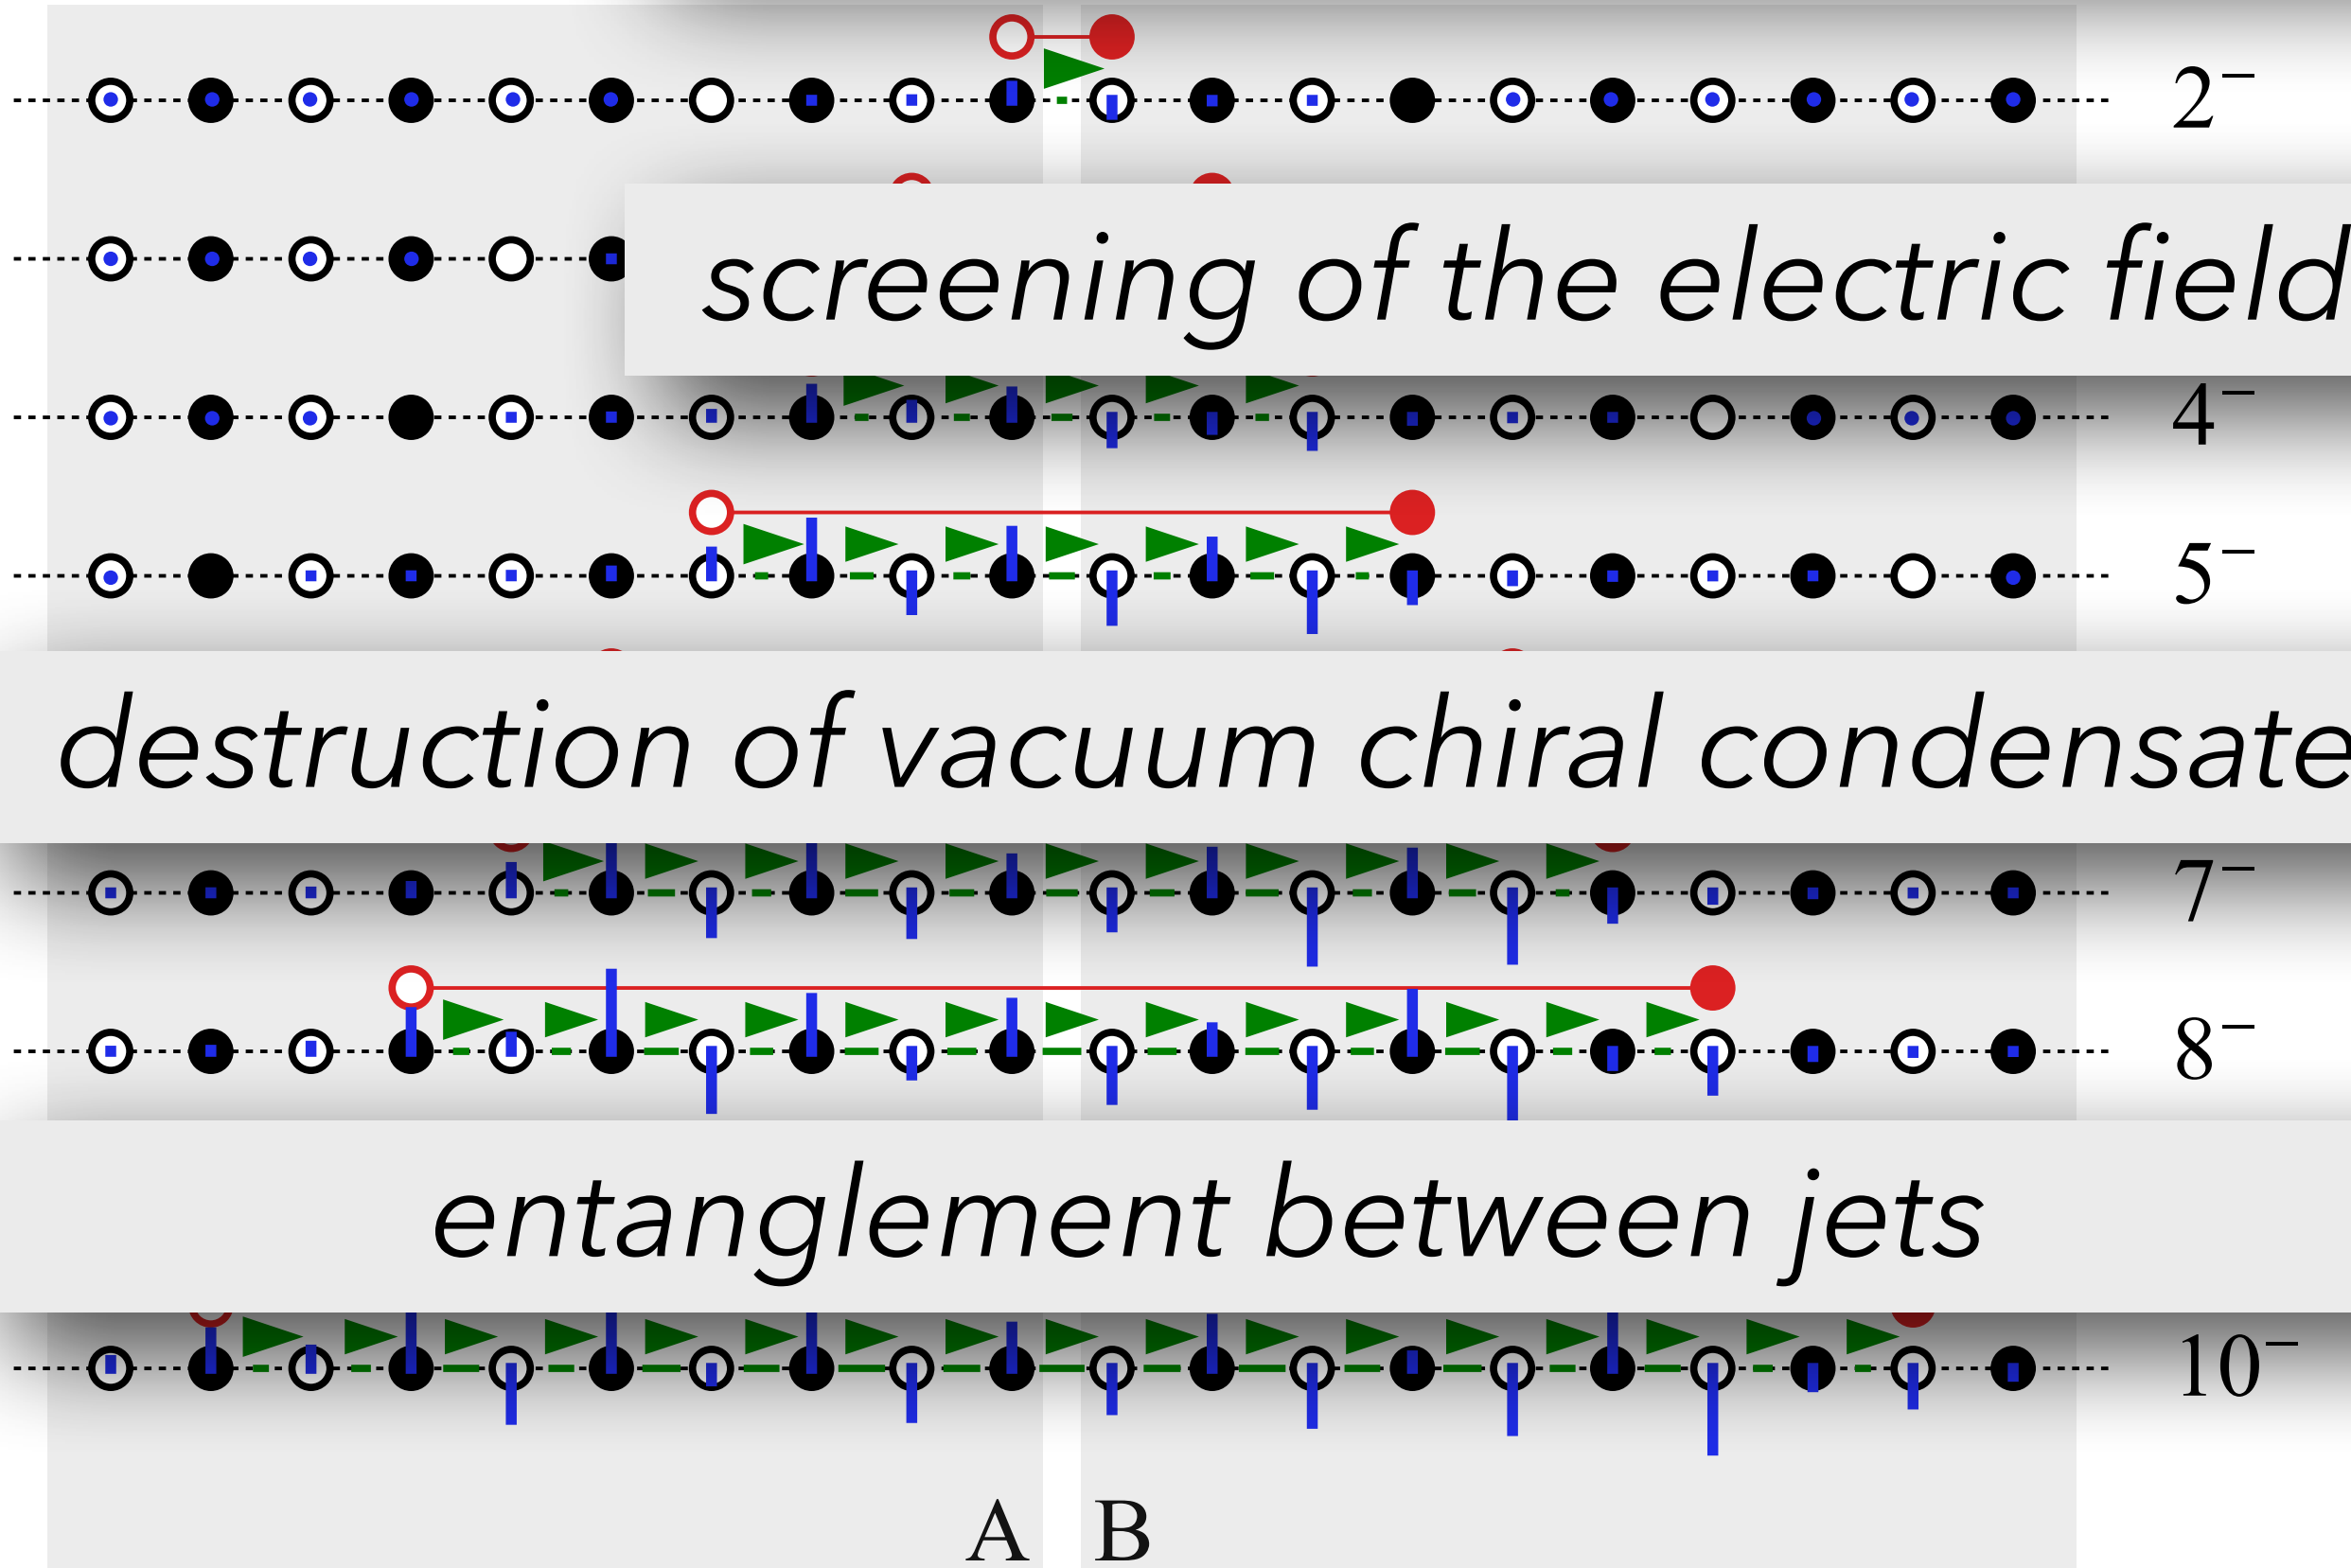 2⁻
screening of the electric field
4⁻
5⁻
destruction of vacuum chiral condensate
7⁻
8⁻
entanglement between jets
10⁻
A B